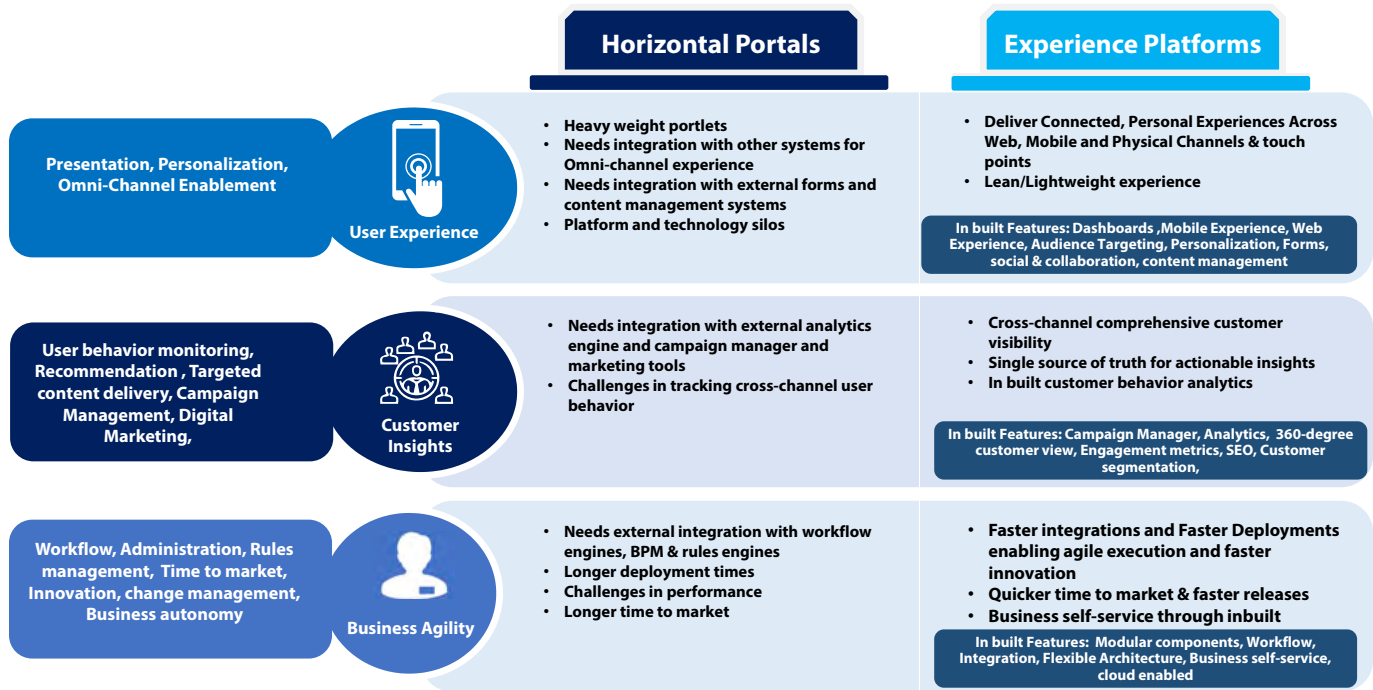 Horizontal Portals
Experience Platforms
Presentation, Personalization,
Omni-Channel Enablement
User Experience
• Heavy weight portlets
• Needs integration with other systems for
Omni-channel experience
• Needs integration with external forms and
content management systems
• Platform and technology silos
• Deliver Connected, Personal Experiences Across
Web, Mobile and Physical Channels & touch
points
• Lean/Lightweight experience
In built Features: Dashboards ,Mobile Experience, Web
Experience, Audience Targeting, Personalization, Forms,
social & collaboration, content management
User behavior monitoring,
Recommendation , Targeted
content delivery, Campaign
Management, Digital
Marketing,
Customer
Insights
• Needs integration with external analytics
engine and campaign manager and
marketing tools
• Challenges in tracking cross-channel user
behavior
• Cross-channel comprehensive customer
visibility
• Single source of truth for actionable insights
• In built customer behavior analytics
In built Features: Campaign Manager, Analytics, 360-degree
customer view, Engagement metrics, SEO, Customer
segmentation,
Workflow, Administration, Rules
management, Time to market,
Innovation, change management,
Business autonomy
Business Agility
• Needs external integration with workflow
engines, BPM & rules engines
• Longer deployment times
• Challenges in performance
• Longer time to market
• Faster integrations and Faster Deployments
enabling agile execution and faster
innovation
• Quicker time to market & faster releases
• Business self-service through inbuilt
In built Features: Modular components, Workflow,
Integration, Flexible Architecture, Business self-service,
cloud enabled